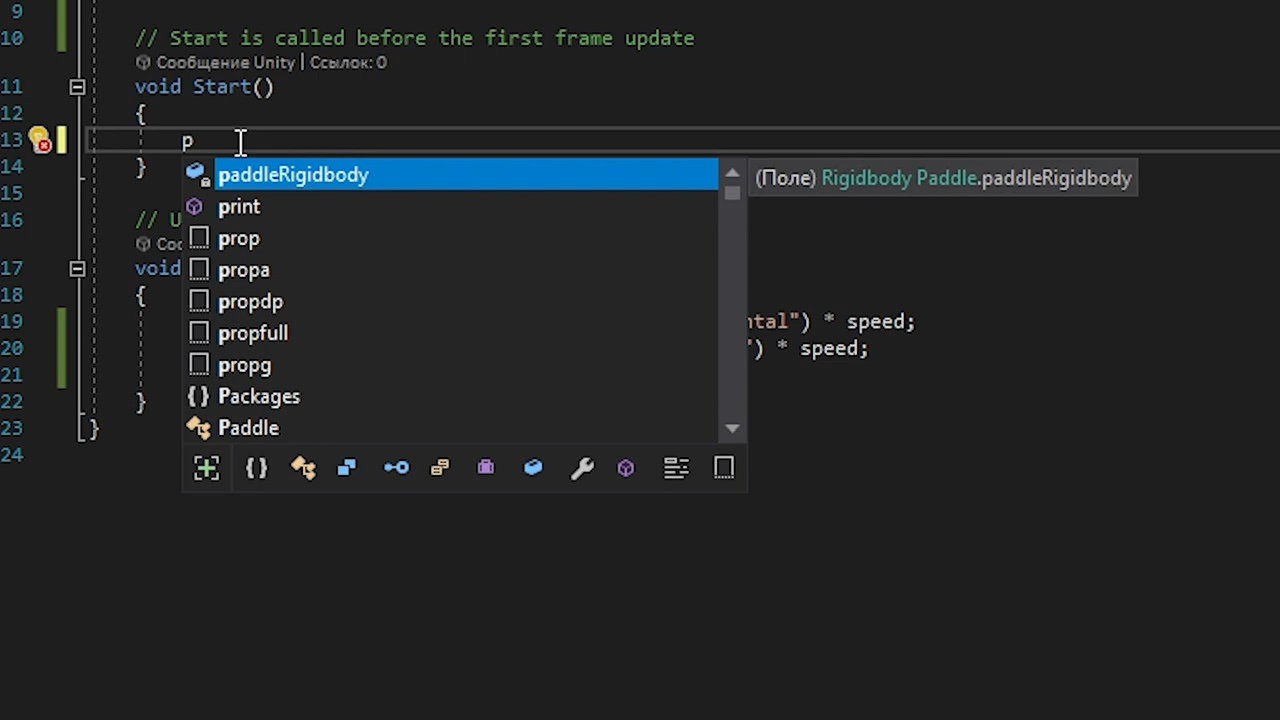 9
10 // Start is called before the first frame update
Сообщение Unity | Ссылок: 0
11 void Start()
12 {
13 p
14 }
paddleRigidbody
(Поле) Rigidbody Paddle.paddleRigidbody
print
prop
propa
propdp
propfull
propg
Packages
Paddle
15
16 // U
Соо
17 void
18 {
19 ntal") * speed;
20 ") * speed;
21
22 }
23 }
24